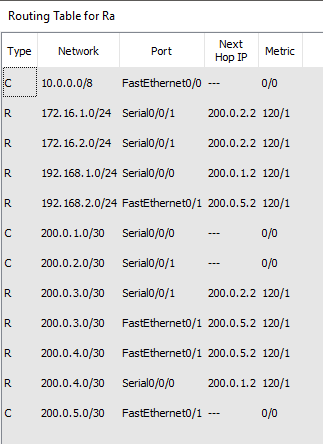 Routing Table for Ra
Type Network Port Next Hop IP Metric
C 10.0.0.0/8 FastEthernet0/0 --- 0/0
R 172.16.1.0/24 Serial0/0/1 200.0.2.2 120/1
R 172.16.2.0/24 Serial0/0/1 200.0.2.2 120/1
R 192.168.1.0/24 Serial0/0/0 200.0.1.2 120/1
R 192.168.2.0/24 FastEthernet0/1 200.0.5.2 120/1
C 200.0.1.0/30 Serial0/0/0 --- 0/0
C 200.0.2.0/30 Serial0/0/1 --- 0/0
R 200.0.3.0/30 Serial0/0/1 200.0.2.2 120/1
R 200.0.3.0/30 FastEthernet0/1 200.0.5.2 120/1
R 200.0.4.0/30 FastEthernet0/1 200.0.5.2 120/1
R 200.0.4.0/30 Serial0/0/0 200.0.1.2 120/1
C 200.0.5.0/30 FastEthernet0/1 --- 0/0